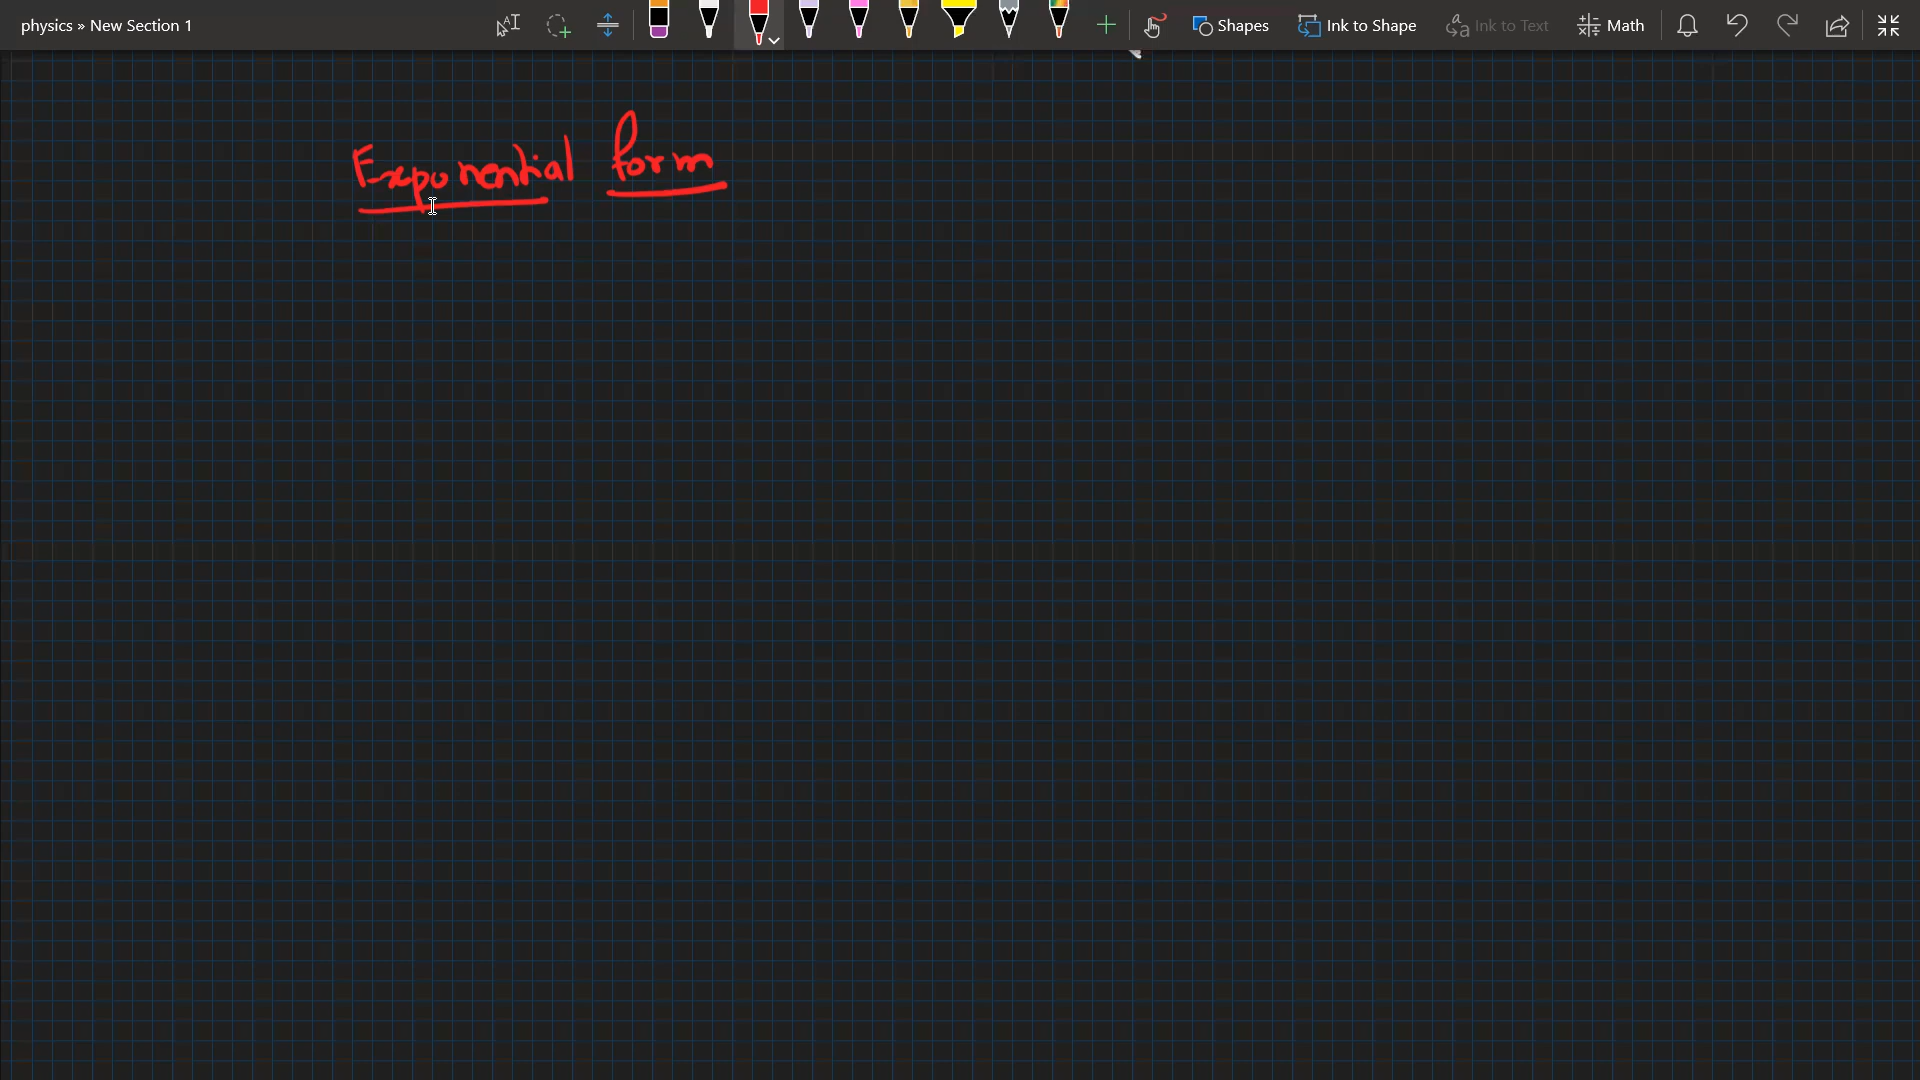 physics » New Section 1
Shapes
Ink to Shape
Ink to Text
Math
Exponential form